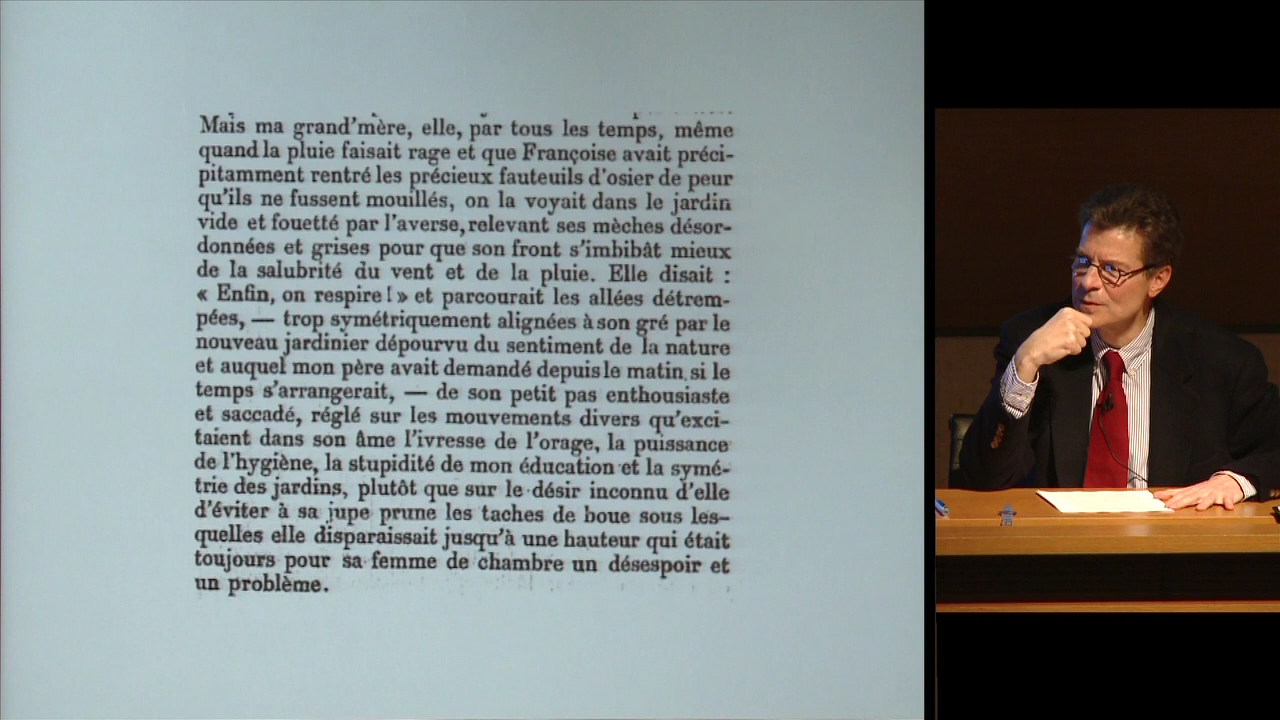 Mais ma grand'mère, elle, par tous les temps, même
quand la pluie faisait rage et que Françoise avait préci-
pitamment rentré les précieux fauteuils d'osier de peur
qu'ils ne fussent mouillés, on la voyait dans le jardin
vide et fouetté par l'averse, relevant ses mèches désor-
données et grises pour que son front s'imbibât mieux
de la salubrité du vent et de la pluie. Elle disait :
« Enfin, on respire ! » et parcourait les allées détrem-
pées, — trop symétriquement alignées à son gré par le
nouveau jardinier dépourvu du sentiment de la nature
et auquel mon père avait demandé depuis le matin si le
temps s'arrangerait, — de son petit pas enthousiaste
et saccadé, réglé sur les mouvements divers qu'exci-
taient dans son âme l'ivresse de l'orage, la puissance
de l'hygiène, la stupidité de mon éducation et la symé-
trie des jardins, plutôt que sur le désir inconnu d'elle
d'éviter à sa jupe prune les taches de boue sous les-
quelles elle disparaissait jusqu'à une hauteur qui était
toujours pour sa femme de chambre un désespoir et
un problème.